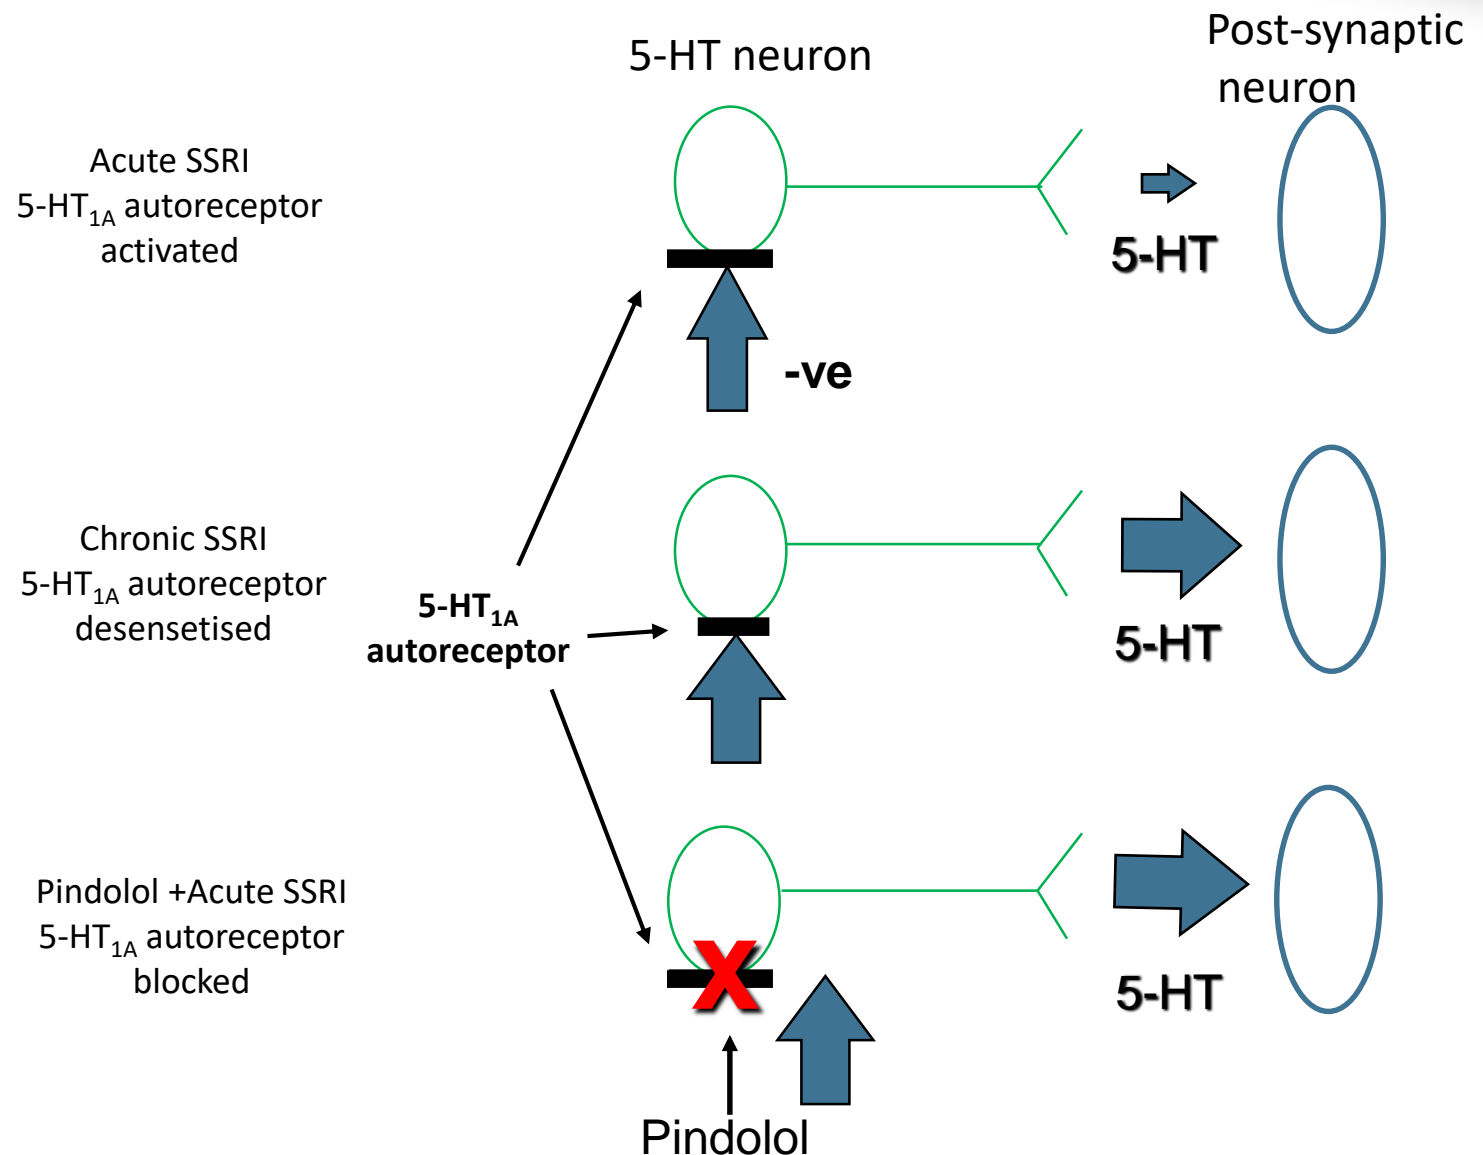 5-HT neuron
Post-synaptic
neuron
Acute SSRI
5-HT1A autoreceptor
activated
5-HT
-ve
Chronic SSRI
5-HT1A autoreceptor
desensetised
5-HT1A
autoreceptor
5-HT
Pindolol +Acute SSRI
5-HT1A autoreceptor
blocked
X
5-HT
Pindolol